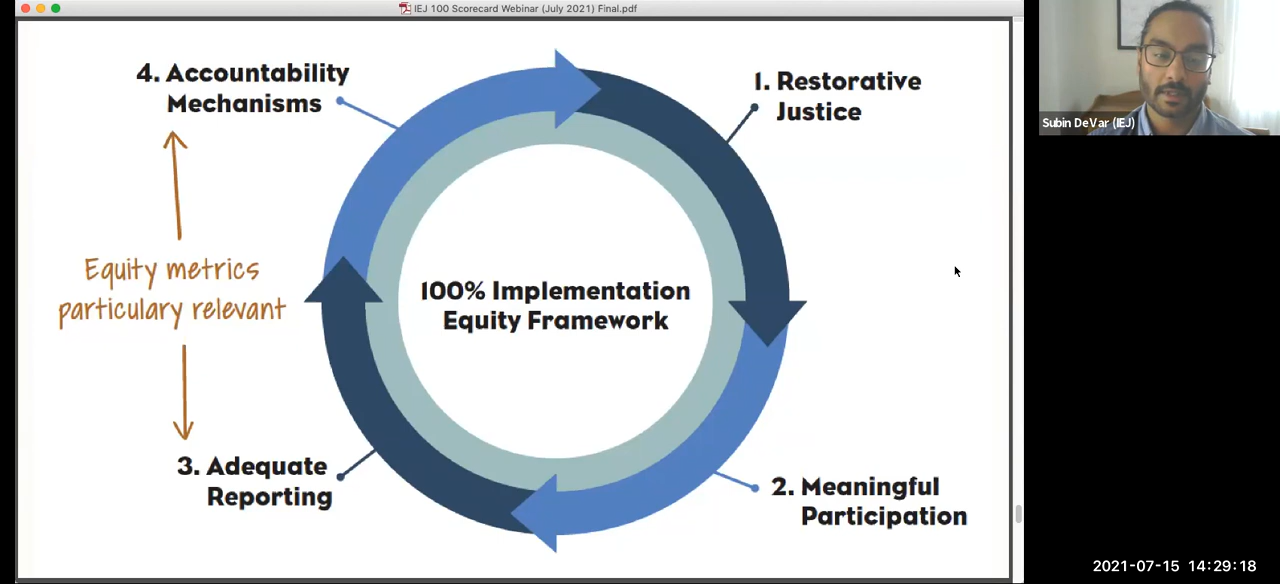 IEJ 100 Scorecard Webinar (July 2021) Final.pdf
4. Accountability
Mechanisms
1. Restorative
Justice
Subin DeVar (IEJ)
Equity metrics
particulary relevant
100% Implementation
Equity Framework
3. Adequate
Reporting
2. Meaningful
Participation
2021-07-15 14:29:18